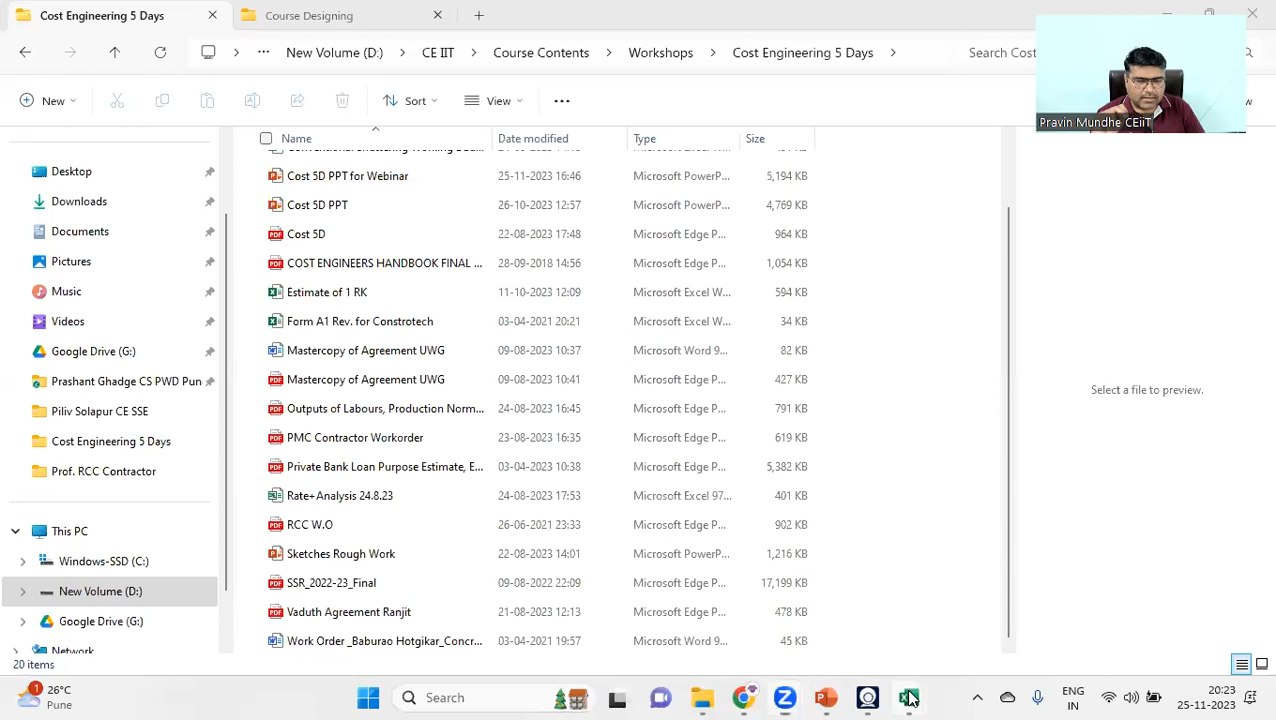 Cost Engineering 5 Days
Course Designing
New Volume (D:)
CE IIT
Course Contents
Workshops
Cost Engineering 5 Days
Search Cos
New
Sort
View
Pravin Mundhe CEiiT
Name
Date modified
Type
Size
Cost 5D PPT for Webinar 25-11-2023 16:46 Microsoft PowerP... 5,194 KB
Cost 5D PPT 26-10-2023 12:57 Microsoft PowerP... 4,769 KB
Cost 5D 22-08-2023 17:48 Microsoft Edge P... 964 KB
COST ENGINEERS HANDBOOK FINAL ... 28-09-2018 14:56 Microsoft Edge P... 1,054 KB
Estimate of 1 RK 11-10-2023 12:09 Microsoft Excel W... 594 KB
Form A1 Rev. for Constrotech 03-04-2021 20:21 Microsoft Excel W... 34 KB
Mastercopy of Agreement UWG 09-08-2023 10:37 Microsoft Word 9... 82 KB
Mastercopy of Agreement UWG 09-08-2023 10:41 Microsoft Edge P... 427 KB
Outputs of Labours, Production Norm... 24-08-2023 16:45 Microsoft Edge P... 791 KB
PMC Contractor Workorder 23-08-2023 16:35 Microsoft Edge P... 619 KB
Private Bank Loan Purpose Estimate, E... 03-04-2023 10:38 Microsoft Edge P... 5,382 KB
Rate+Analysis 24.8.23 24-08-2023 17:53 Microsoft Excel 97... 401 KB
RCC W.O 26-06-2021 23:33 Microsoft Edge P... 902 KB
Sketches Rough Work 22-08-2023 14:01 Microsoft PowerP... 1,216 KB
SSR_2022-23_Final 09-08-2022 22:09 Microsoft Edge P... 17,199 KB
Vaduth Agreement Ranjit 21-08-2023 12:13 Microsoft Edge P... 478 KB
Work Order _Baburao Hotgikar_Concr... 03-04-2021 19:57 Microsoft Word 9... 45 KB
Desktop
Downloads
Documents
Pictures
Music
Videos
Google Drive (G:)
Prashant Ghadge CS PWD Pun
Piliv Solapur CE SSE
Cost Engineering 5 Days
Prof. RCC Contractor
This PC
Windows-SSD (C:)
New Volume (D:)
Google Drive (G:)
Network
Select a file to preview.
20 items
1
26°C
Pune
Search
ENG
IN
20:23
25-11-2023